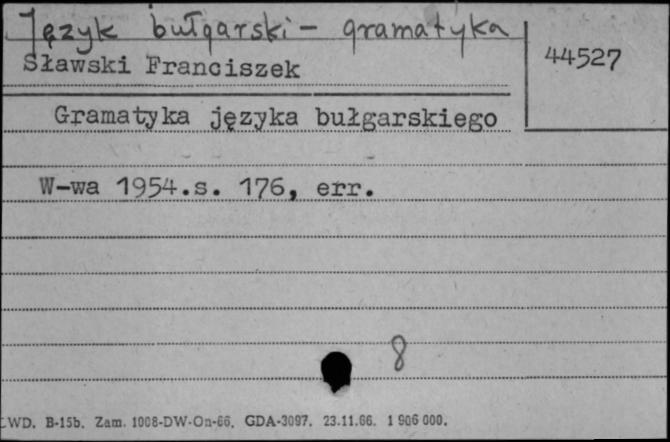 Język bułgarski - gramatyka
44527
Sławski Franciszek
Gramatyka języka bułgarskiego
W-wa 1954.s. 176, err.
8
LWD. B-15b. Zam. 1008-DW-On-66. GDA-3097. 23.11.66. 1 906 000.